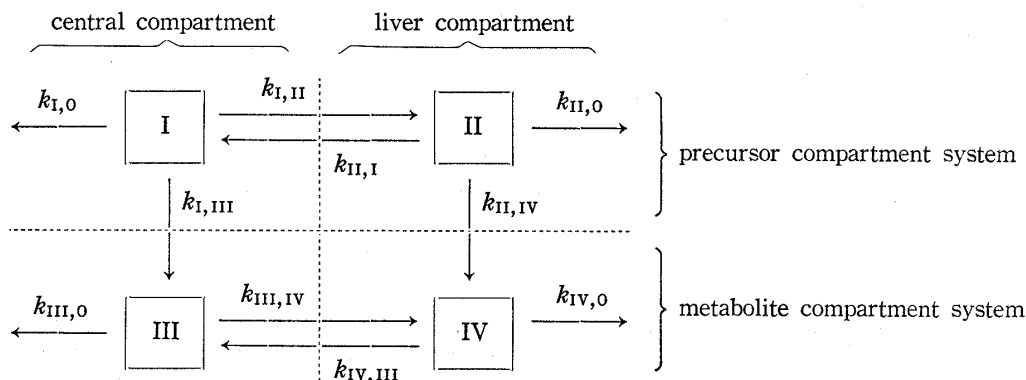 central compartment
liver compartment
k_{I,0}
I
k_{I,II}
k_{II,I}
II
k_{II,0}
precursor compartment system
k_{I,III}
k_{II,IV}
k_{III,0}
III
k_{III,IV}
k_{IV,III}
IV
k_{IV,0}
metabolite compartment system